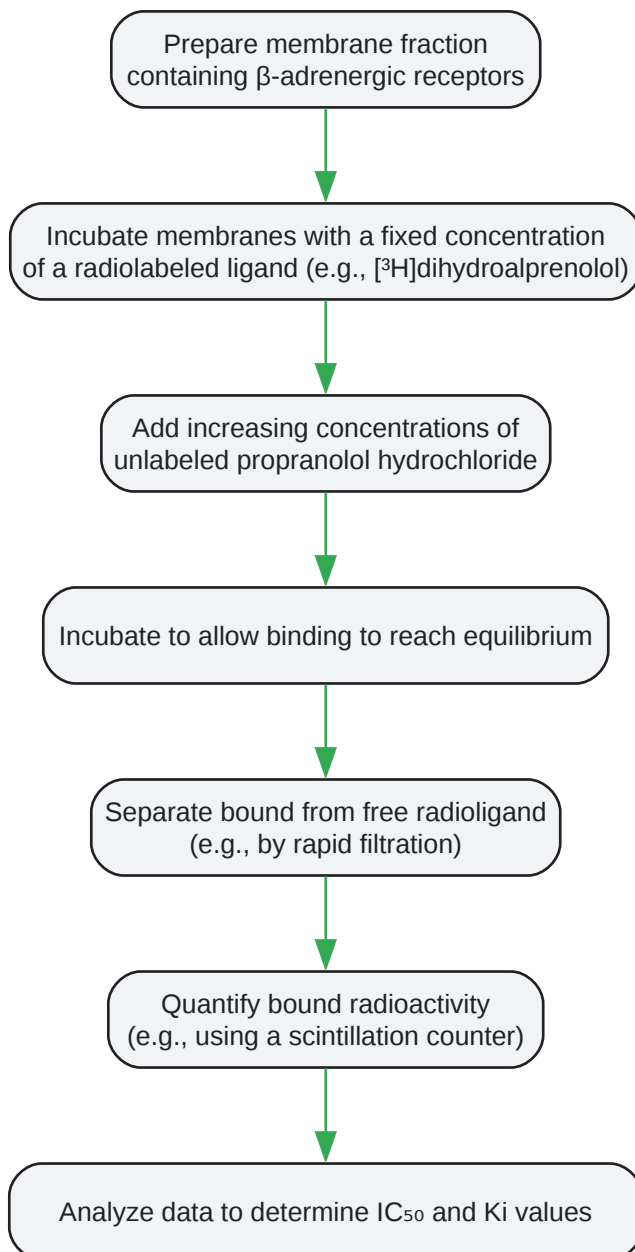 Prepare membrane fraction
containing β-adrenergic receptors
Incubate membranes with a fixed concentration
of a radiolabeled ligand (e.g., [³H]dihydroalprenolol)
Add increasing concentrations of
unlabeled propranolol hydrochloride
Incubate to allow binding to reach equilibrium
Separate bound from free radioligand
(e.g., by rapid filtration)
Quantify bound radioactivity
(e.g., using a scintillation counter)
Analyze data to determine IC₅₀ and Ki values